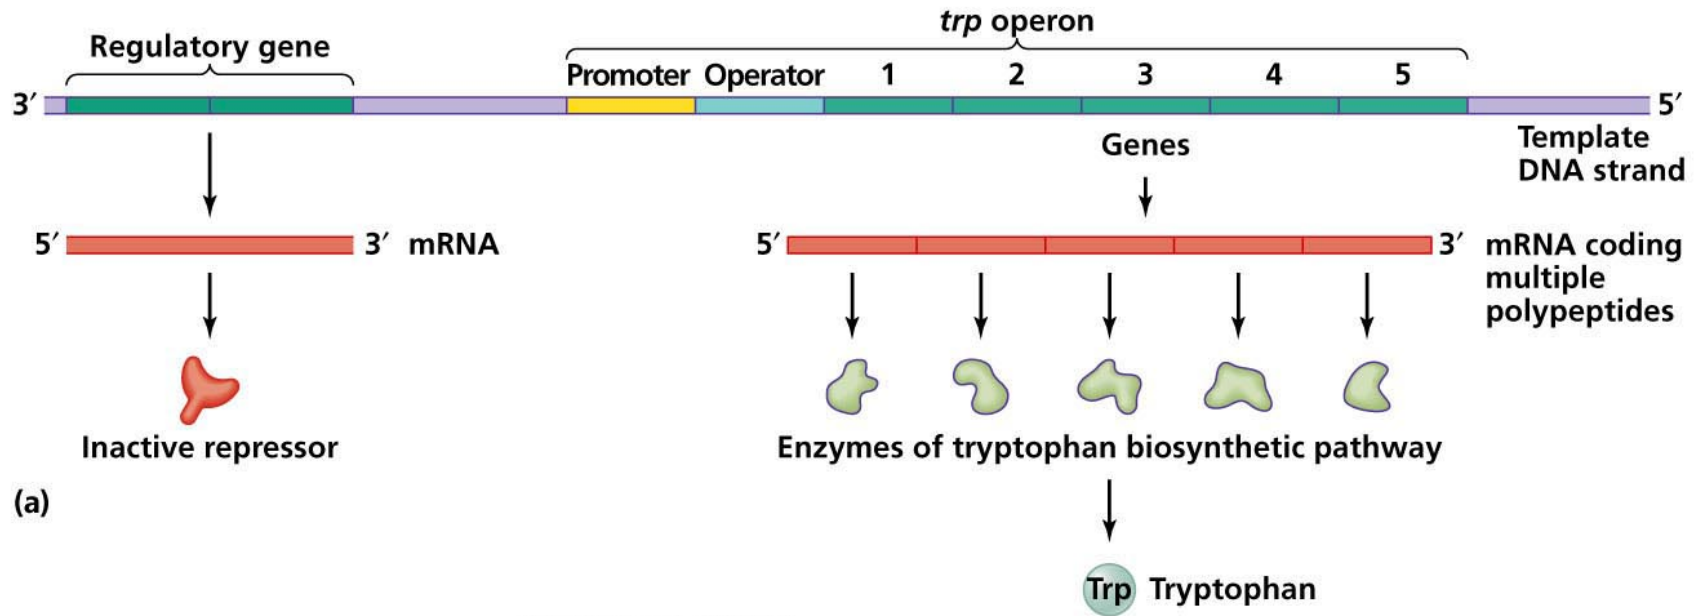 trp operon
Regulatory gene
Promoter Operator 1 2 3 4 5
3′ 5′
Genes
Template
DNA strand
5′ 3′ mRNA
5′ 3′ mRNA coding
multiple
polypeptides
Inactive repressor
Enzymes of tryptophan biosynthetic pathway
(a)
Trp Tryptophan